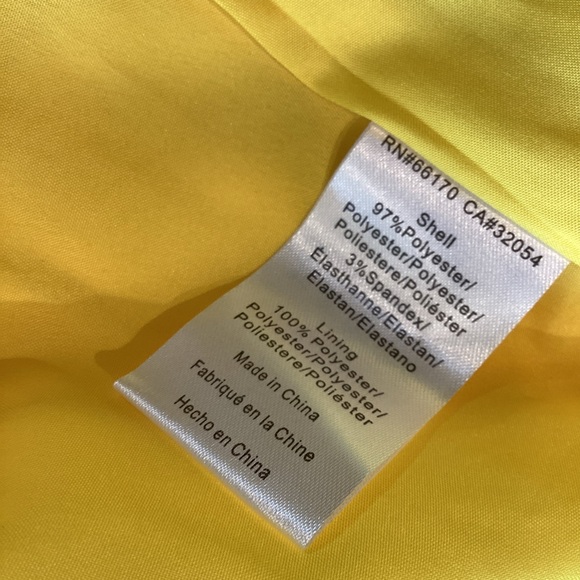 RN#66170 CA#32054
Shell
97%Polyester/
Polyester/Polyester/
Poliestere/Poliéster
3%Spandex/
Élasthanne/Elastan/
Elastan/Elastano
Lining
100% Polyester/
Polyester/Polyester/
Poliestere/Poliéster
Made in China
Fabriqué en la Chine
Hecho en China